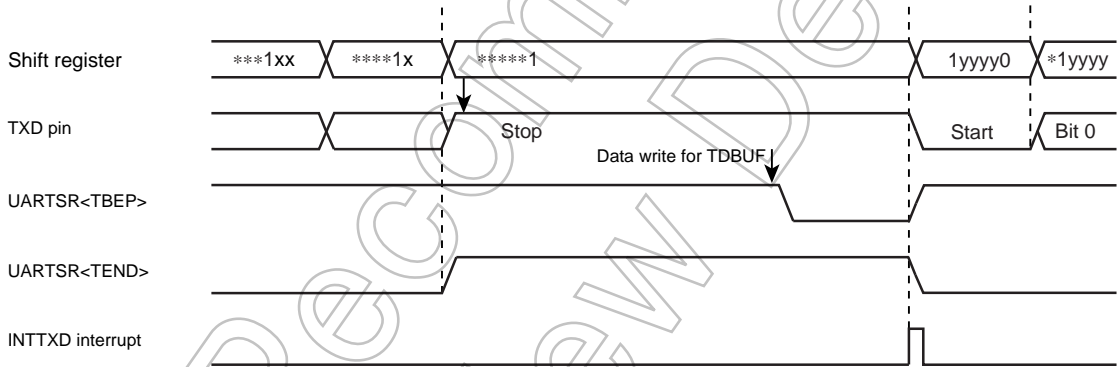 Shift register
***1xx
****1x
*****1
1yyyy0
*1yyyy
TXD pin
Stop
Start
Bit 0
Data write for TDBUF
UARTSR<TBEP>
UARTSR<TEND>
INTTXD interrupt